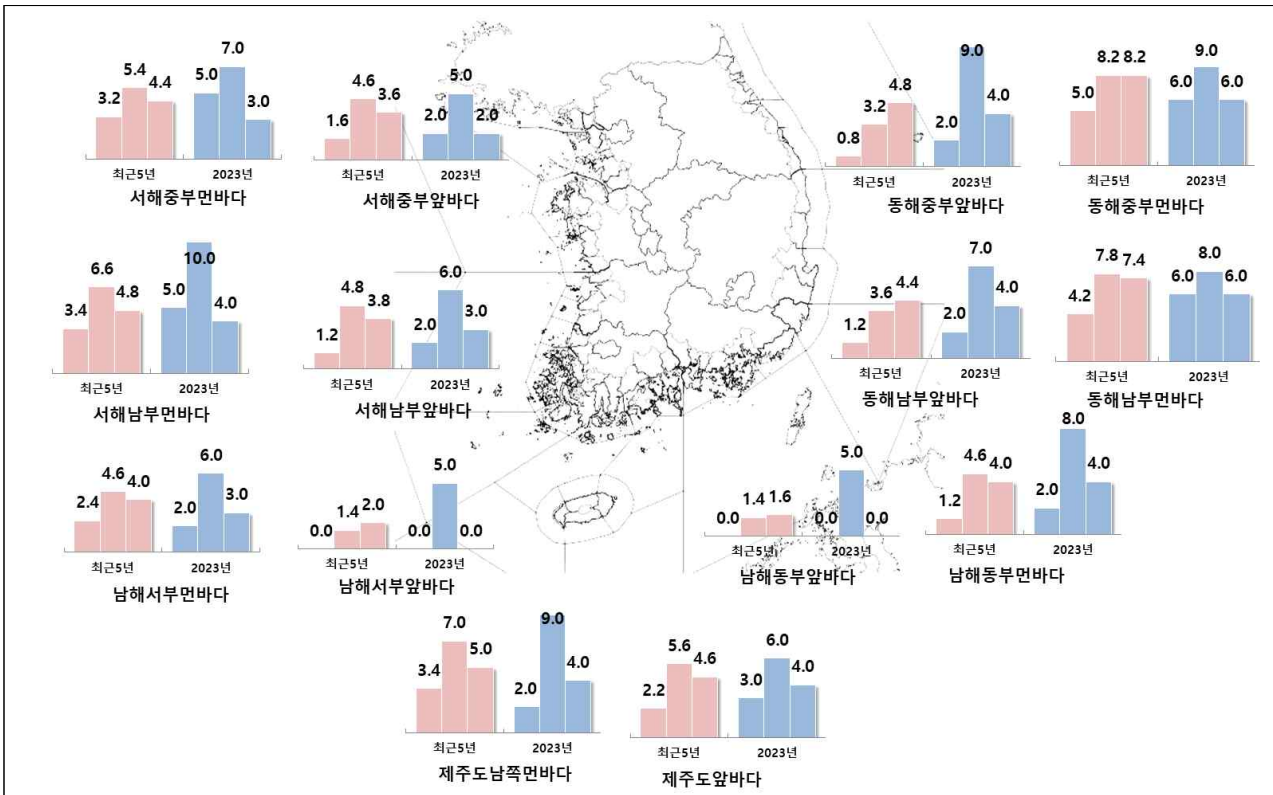 3.2 5.4 4.4 5.0 7.0 3.0
최근5년 2023년
서해중부먼바다
1.6 4.6 3.6 2.0 5.0 2.0
최근5년 2023년
서해중부앞바다
0.8 3.2 4.8 2.0 9.0 4.0
최근5년 2023년
동해중부앞바다
5.0 8.2 8.2 6.0 9.0 6.0
최근5년 2023년
동해중부먼바다
3.4 6.6 4.8 5.0 10.0 4.0
최근5년 2023년
서해남부먼바다
1.2 4.8 3.8 2.0 6.0 3.0
최근5년 2023년
서해남부앞바다
1.2 3.6 4.4 2.0 7.0 4.0
최근5년 2023년
동해남부앞바다
4.2 7.8 7.4 6.0 8.0 6.0
최근5년 2023년
동해남부먼바다
2.4 4.6 4.0 2.0 6.0 3.0
최근5년 2023년
남해서부먼바다
0.0 1.4 2.0 0.0 5.0 0.0
최근5년 2023년
남해서부앞바다
0.0 1.4 1.6 0.0 5.0 0.0
최근5년 2023년
남해동부앞바다
1.2 4.6 4.0 2.0 8.0 4.0
최근5년 2023년
남해동부먼바다
3.4 7.0 5.0 2.0 9.0 4.0
최근5년 2023년
제주도남쪽먼바다
2.2 5.6 4.6 3.0 6.0 4.0
최근5년 2023년
제주도앞바다